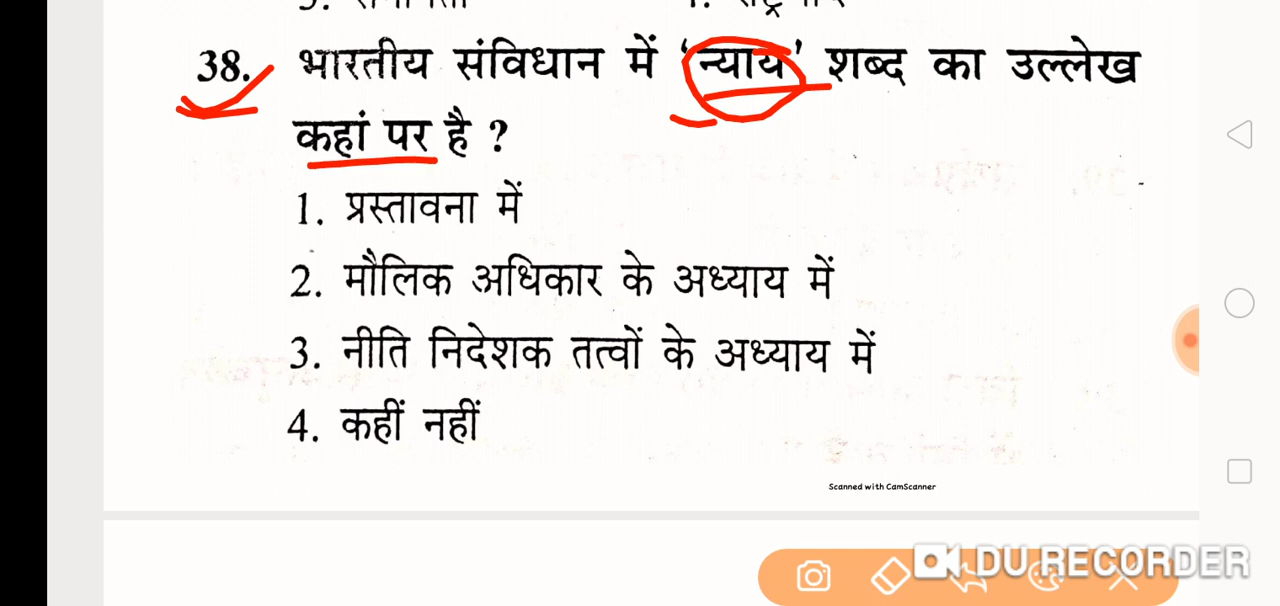 38. भारतीय संविधान में 'न्याय' शब्द का उल्लेख
कहां पर है ?
1. प्रस्तावना में
2. मौलिक अधिकार के अध्याय में
3. नीति निदेशक तत्वों के अध्याय में
4. कहीं नहीं
Scanned with CamScanner
DU RECORDER